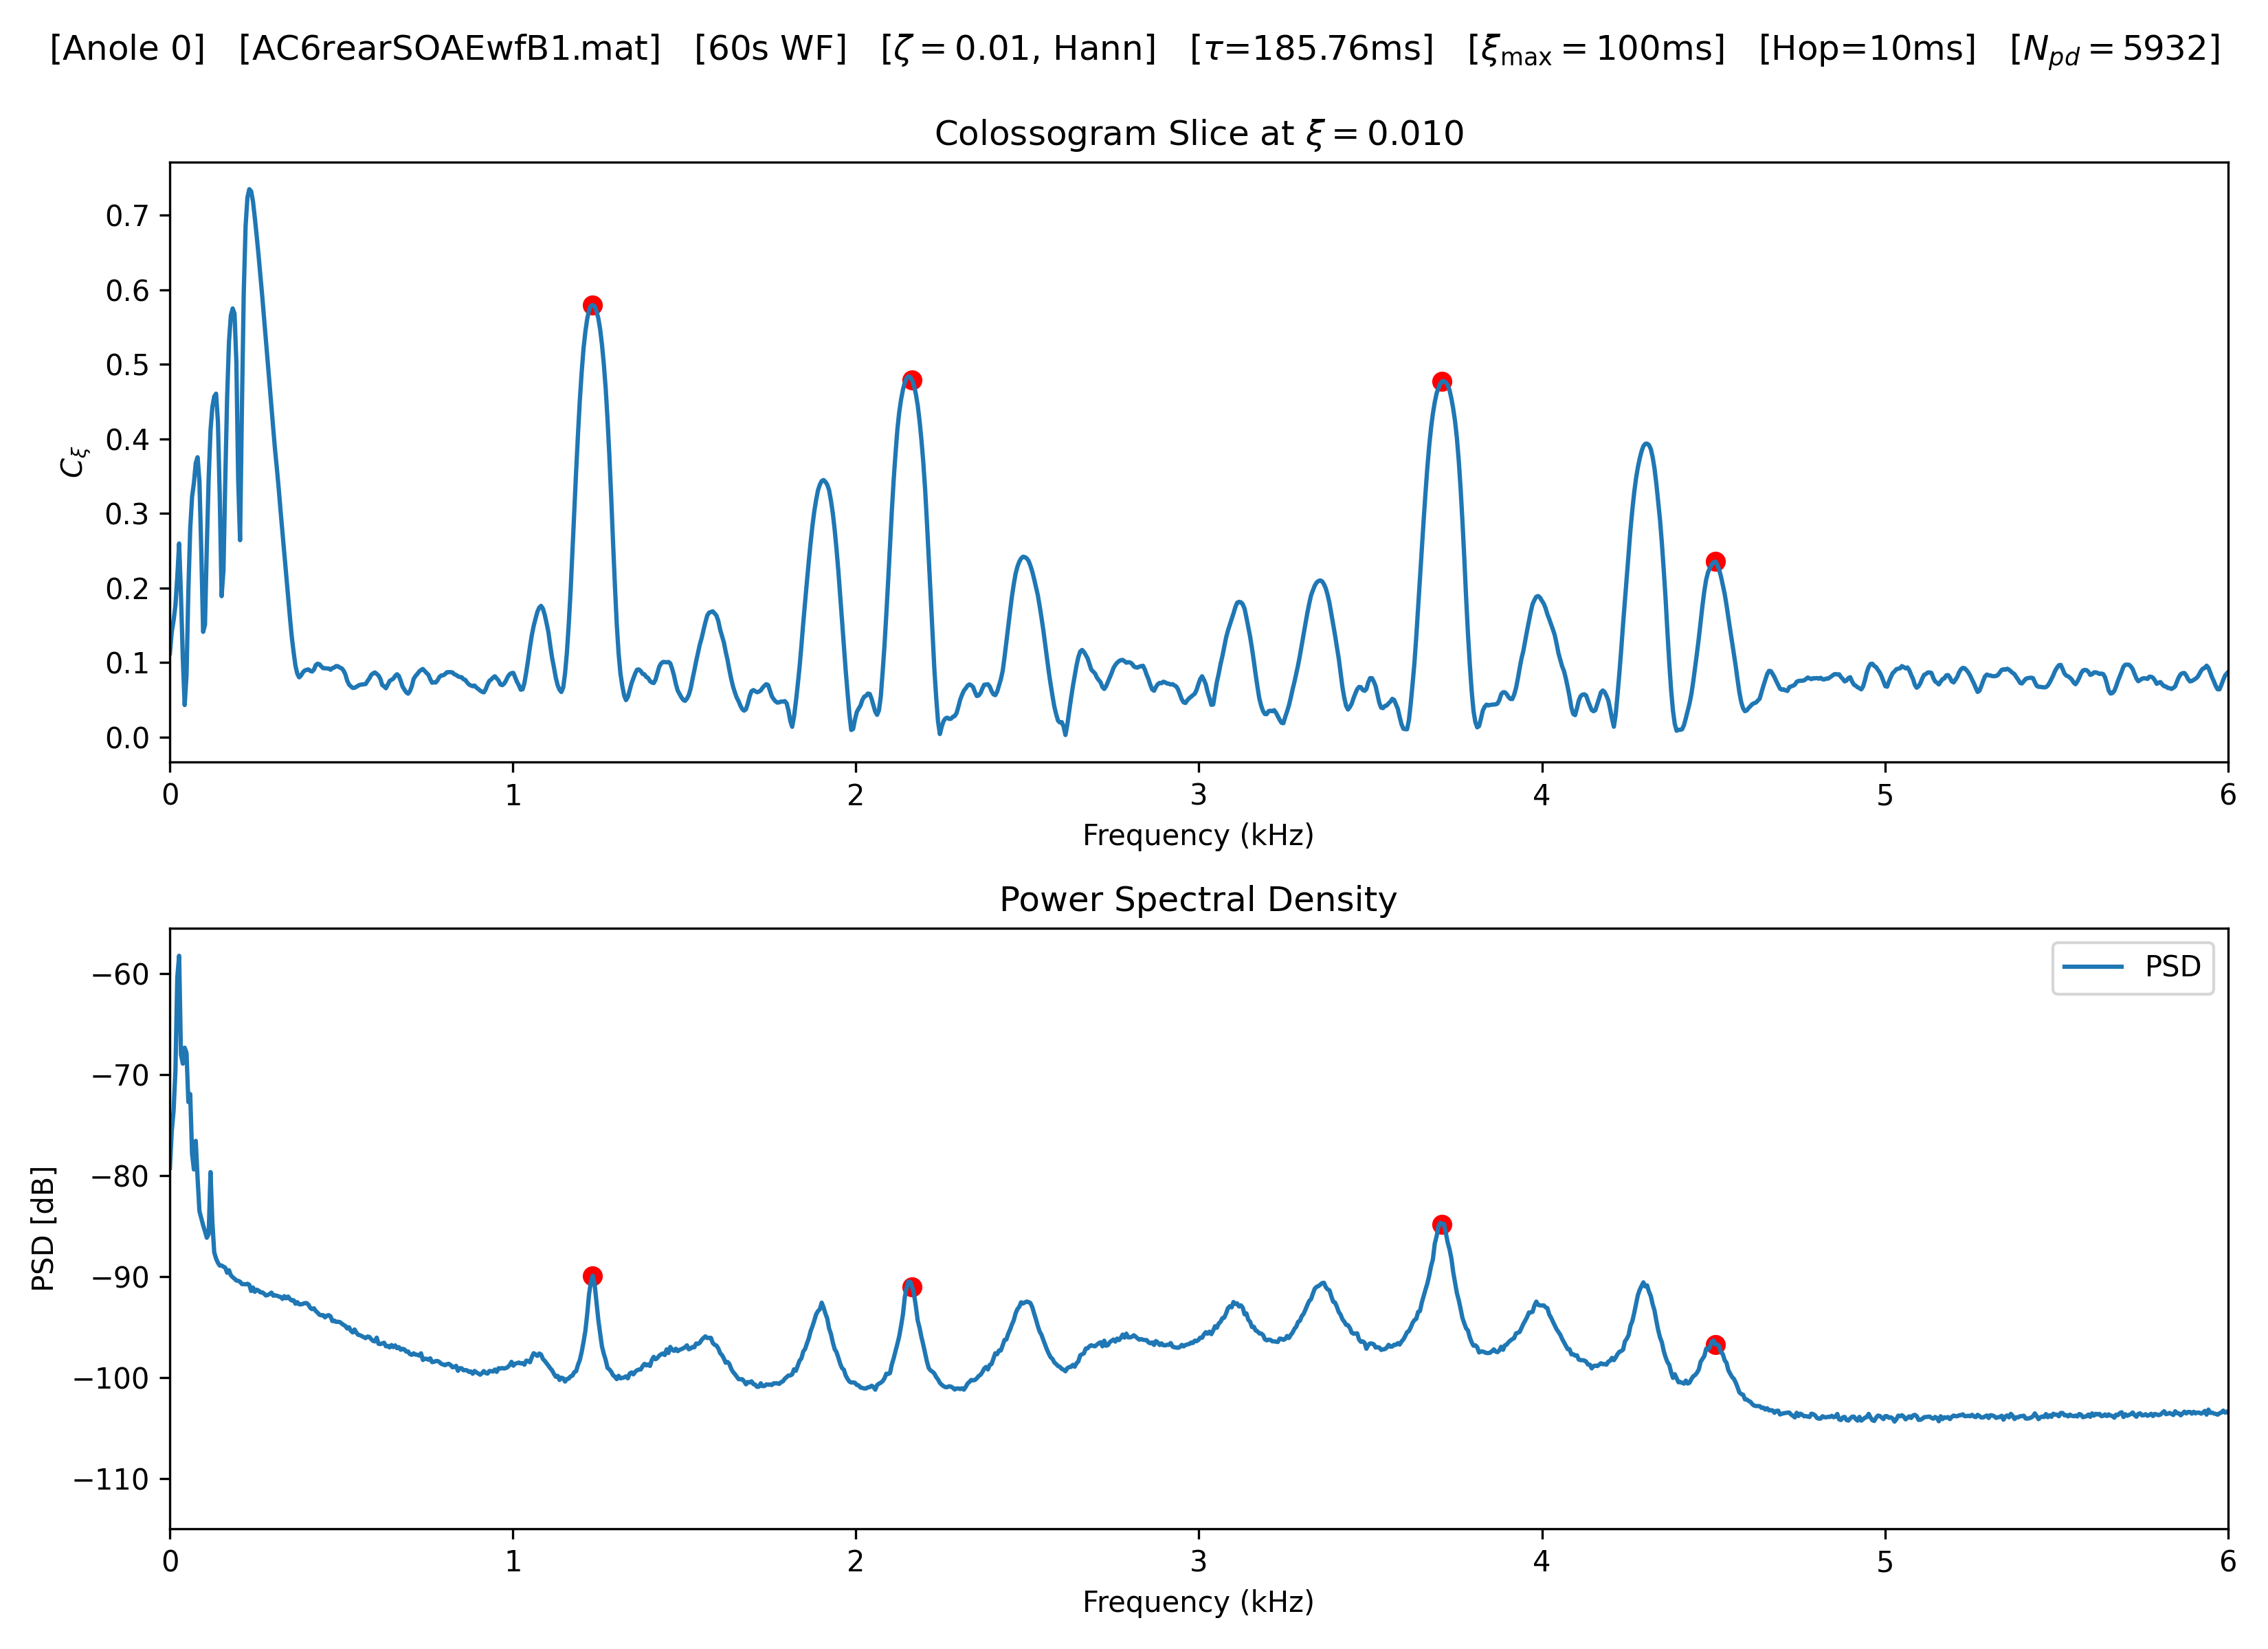 [Anole 0] [AC6rearSOAEwfB1.mat] [60s WF] [ζ = 0.01, Hann] [τ=185.76ms] [ξmax = 100ms] [Hop=10ms] [Npd = 5932]
Colossogram Slice at ξ = 0.010
0.7
0.6
0.5
0.4
0.3
0.2
0.1
0.0
Cξ
0 1 2 3 4 5 6
Frequency (kHz)
Power Spectral Density
PSD
−60
−70
−80
−90
−100
−110
PSD [dB]
0 1 2 3 4 5 6
Frequency (kHz)